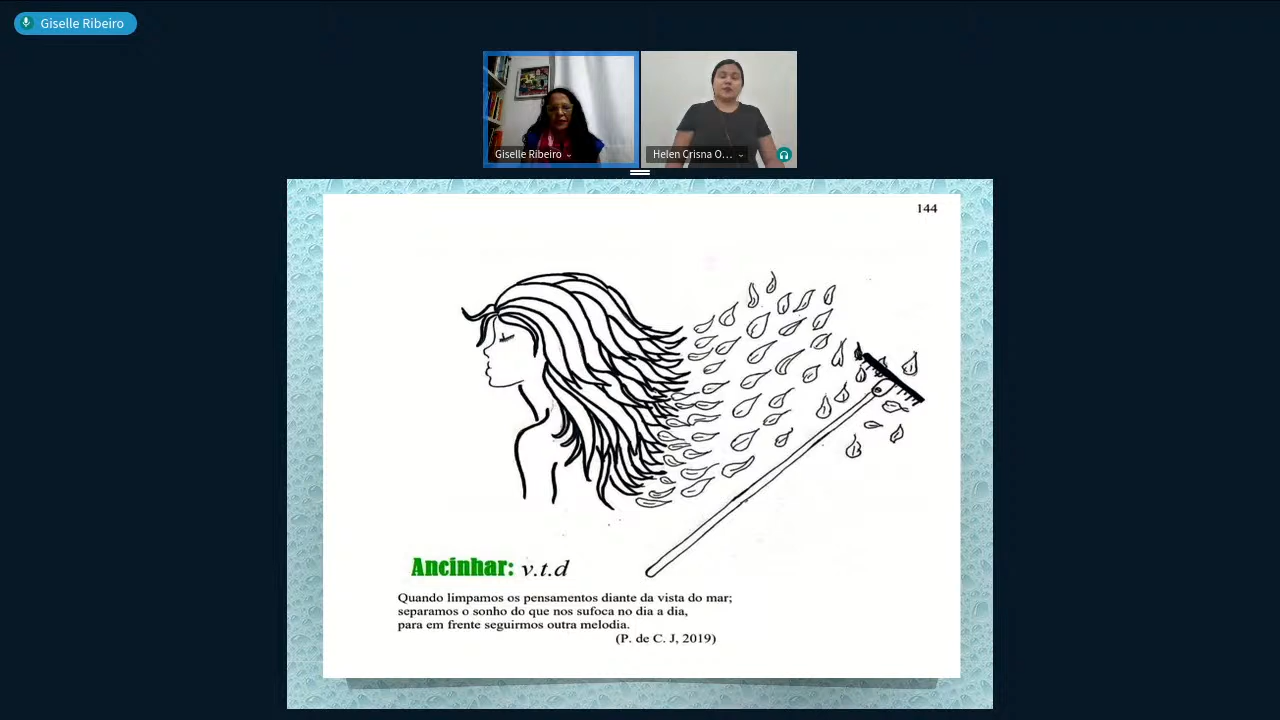 Giselle Ribeiro
Giselle Ribeiro
Helen Crisna O...
144
Ancinhar: v.t.d
Quando limpamos os pensamentos diante da vista do mar;
separamos o sonho do que nos sufoca no dia a dia,
para em frente seguirmos outra melodia.
(P. de C. J, 2019)